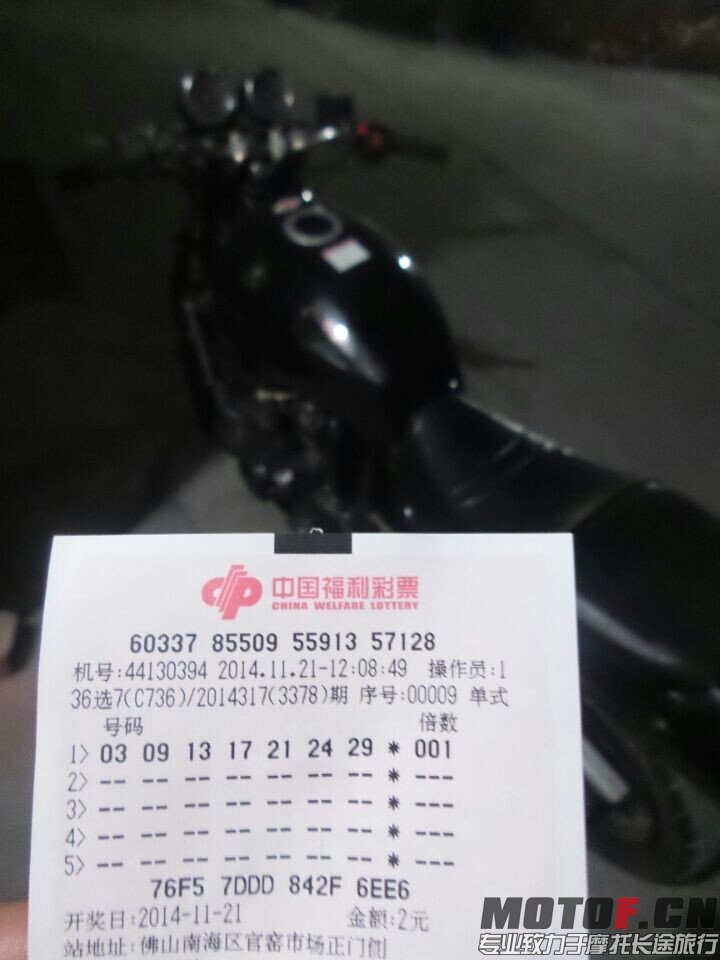 中国福利彩票
CHINA WELFARE LOTTERY
60337 85509 55913 57128
机号:44130394 2014.11.21-12:08:49 操作员:1
36选7(C736)/2014317(3378)期 序号:00009 单式
号码 倍数
1> 03 09 13 17 21 24 29 * 001
2> -- -- -- -- -- -- -- * ---
3> -- -- -- -- -- -- -- * ---
4> -- -- -- -- -- -- -- * ---
5> -- -- -- -- -- -- -- * ---
76F5 7DDD 842F 6EE6
开奖日:2014-11-21 金额:2元
站地址:佛山南海区官窑市场正门侧
MOTOF.CN
专业致力于摩托长途旅行